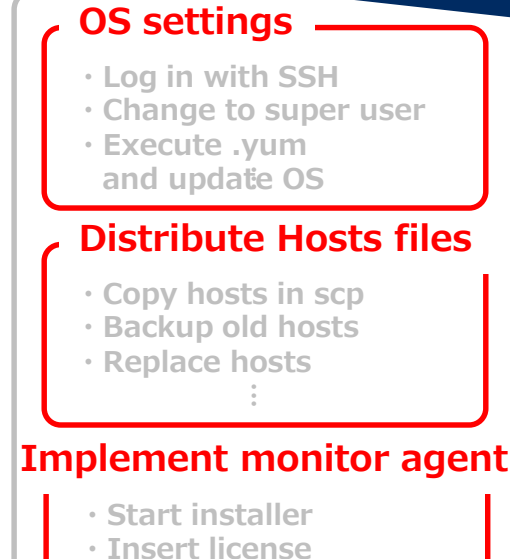 OS settings
・Log in with SSH
・Change to super user
・Execute .yum
and update OS
Distribute Hosts files
・Copy hosts in scp
・Backup old hosts
・Replace hosts
⋮
Implement monitor agent
・Start installer
・Insert license